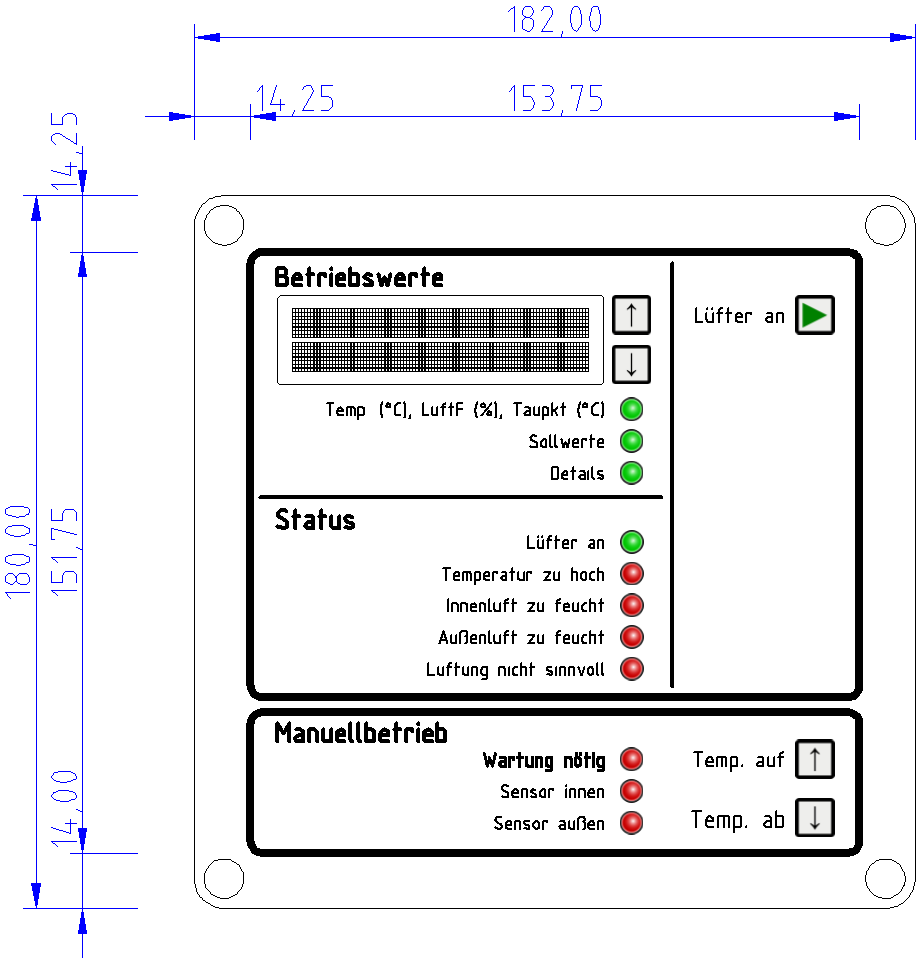 182,00
14,25 153,75
14,25
180,00
151,75
14,00
Betriebswerte
↑
Lüfter an
↓
Temp (°C), LuftF (%), Taupkt (°C)
Sollwerte
Details
Status
Lüfter an
Temperatur zu hoch
Innenluft zu feucht
Außenluft zu feucht
Luftung nicht sinnvoll
Manuellbetrieb
Wartung nötig
Temp. auf ↑
Sensor innen
Sensor außen
Temp. ab ↓